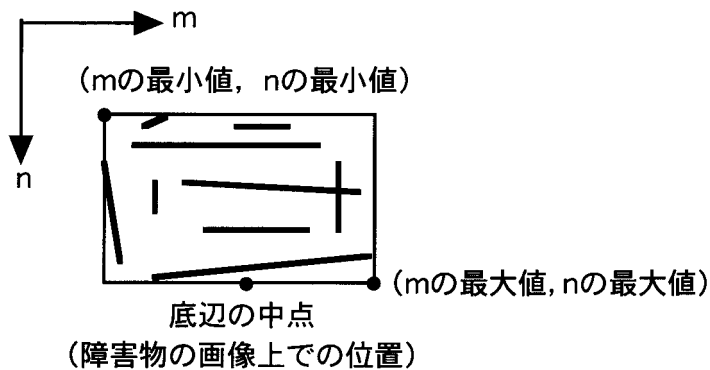 m
(mの最小値, nの最小値)
n
(mの最大値,nの最大値)
底辺の中点
(障害物の画像上での位置)